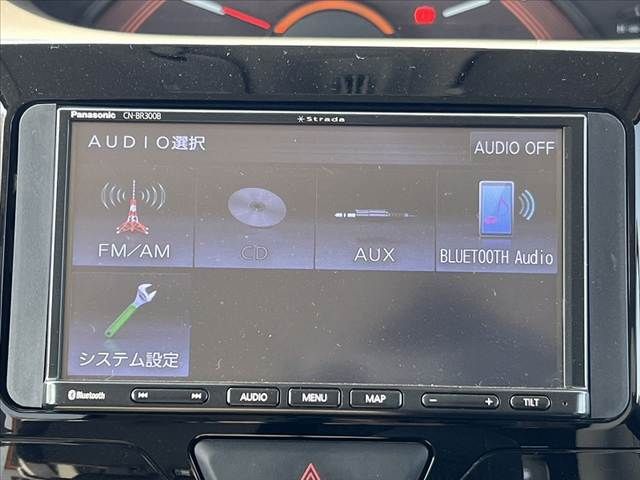 Panasonic CN-BR300B
Strada
AUDIO選択
AUDIO OFF
FM/AM
CD
AUX
BLUETOOTH Audio
システム設定
Bluetooth
AUDIO
MENU
MAP
− +
TILT